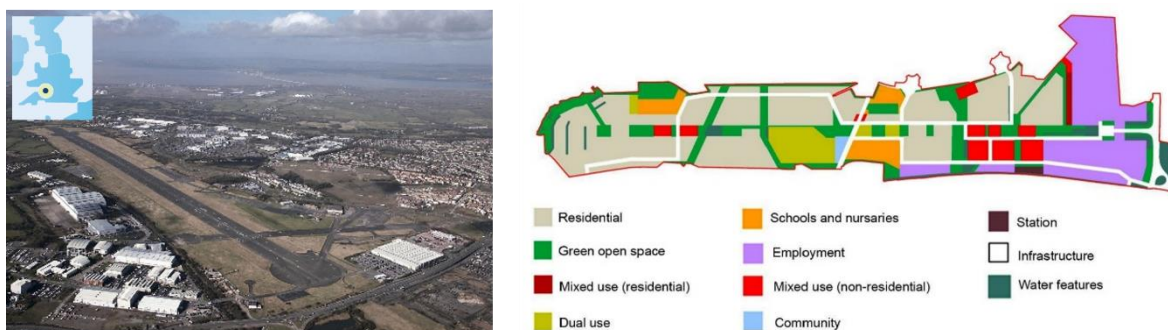 Residential
Green open space
Mixed use (residential)
Dual use
Schools and nursaries
Employment
Mixed use (non-residential)
Community
Station
Infrastructure
Water features